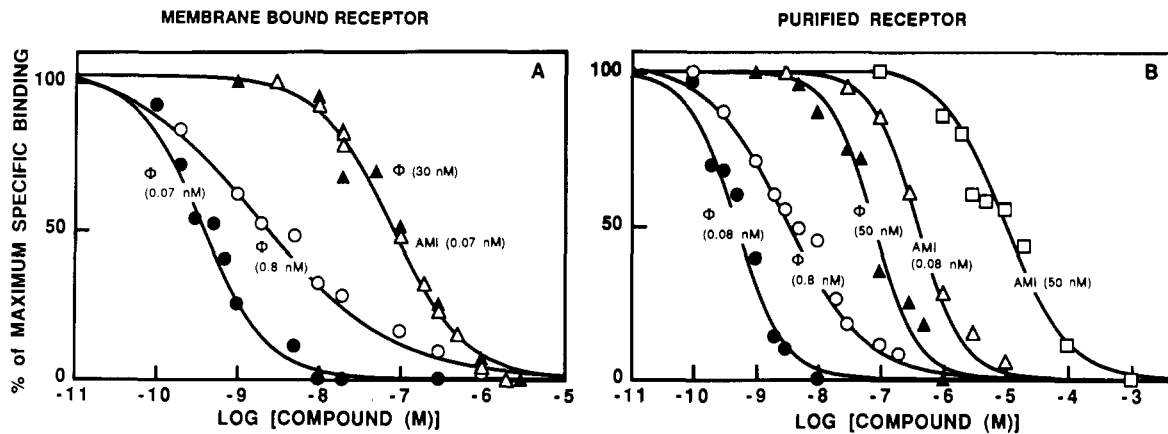 MEMBRANE BOUND RECEPTOR
PURIFIED RECEPTOR
% of MAXIMUM SPECIFIC BINDING
100
50
0
A
Φ
(0.07 nM)
Φ
(0.8 nM)
Φ (30 nM)
AMI (0.07 nM)
-11 -10 -9 -8 -7 -6 -5
LOG [COMPOUND (M)]
100
50
0
B
Φ
(0.08 nM)
Φ
(0.8 nM)
Φ
(50 nM)
AMI
(0.08 nM)
AMI (50 nM)
-11 -10 -9 -8 -7 -6 -5 -4 -3
LOG [COMPOUND (M)]